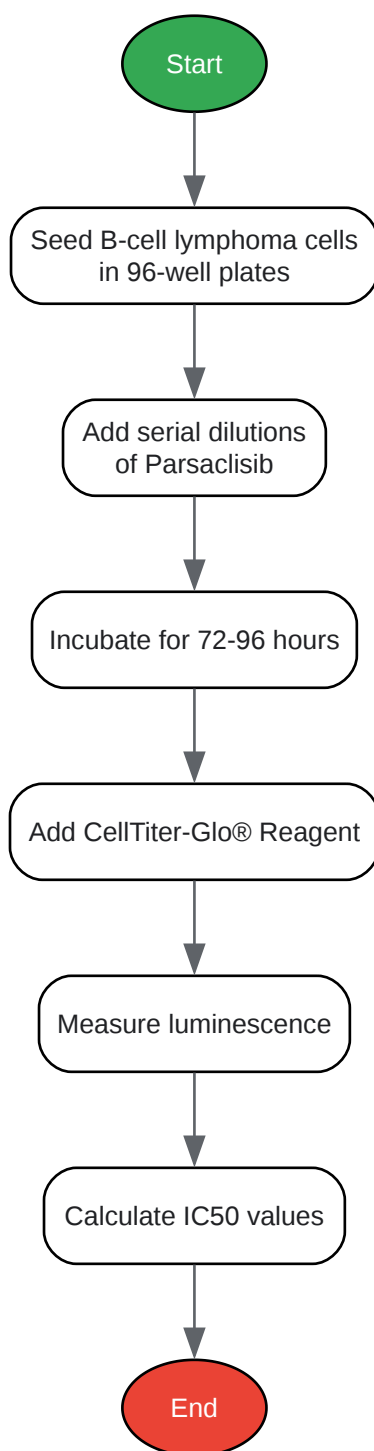 Start
Seed B-cell lymphoma cells
in 96-well plates
Add serial dilutions
of Parsaclisib
Incubate for 72-96 hours
Add CellTiter-Glo® Reagent
Measure luminescence
Calculate IC50 values
End